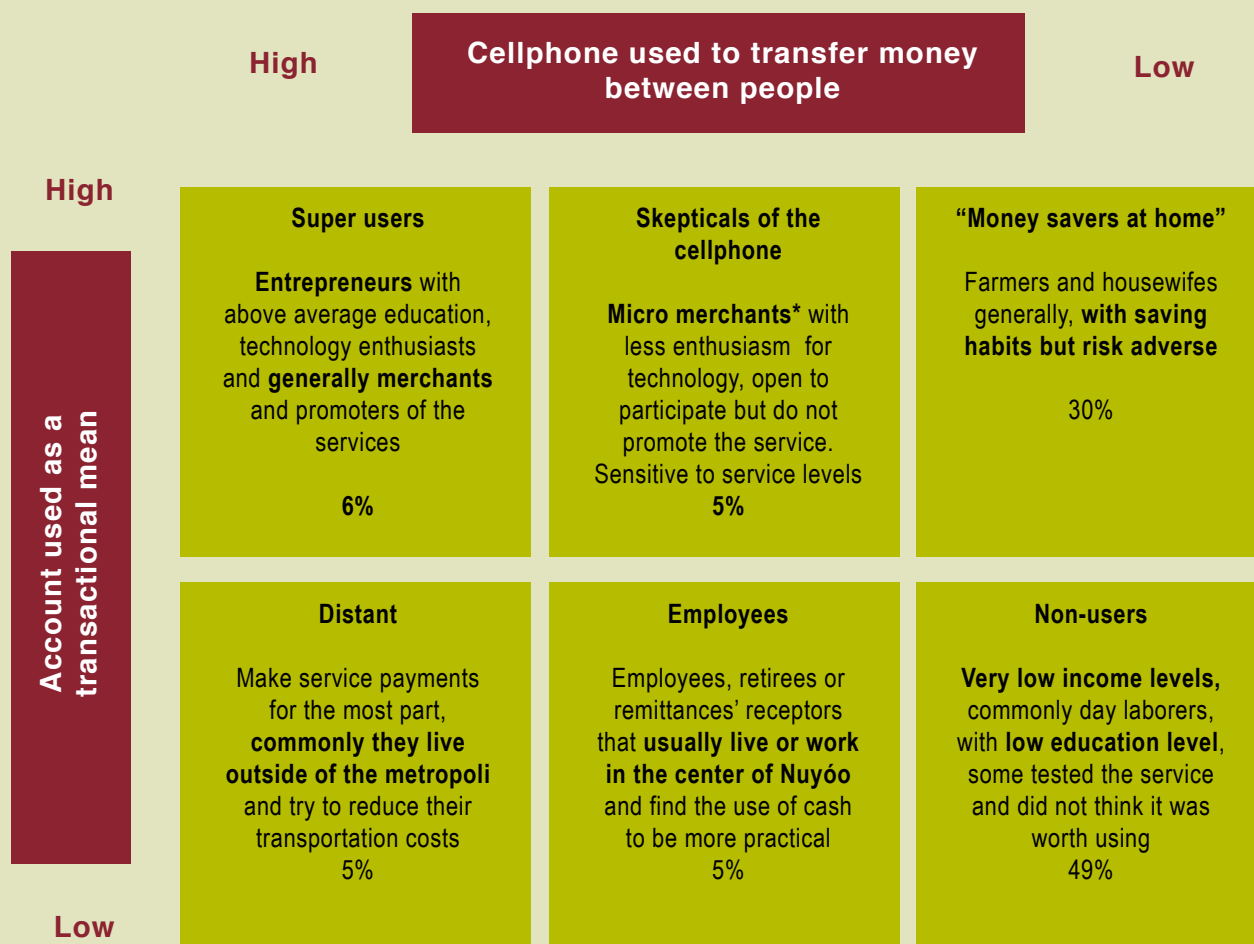 High
Cellphone used to transfer money
between people
Low
High
Account used as a
transactional mean
Low
Super users
Entrepreneurs with
above average education,
technology enthusiasts
and generally merchants
and promoters of the
services
6%
Skepticals of the
cellphone
Micro merchants* with
less enthusiasm for
technology, open to
participate but do not
promote the service.
Sensitive to service levels
5%
“Money savers at home”
Farmers and housewifes
generally, with saving
habits but risk adverse
30%
Distant
Make service payments
for the most part,
commonly they live
outside of the metropoli
and try to reduce their
transportation costs
5%
Employees
Employees, retirees or
remittances’ receptors
that usually live or work
in the center of Nuyóo
and find the use of cash
to be more practical
5%
Non-users
Very low income levels,
commonly day laborers,
with low education level,
some tested the service
and did not think it was
worth using
49%